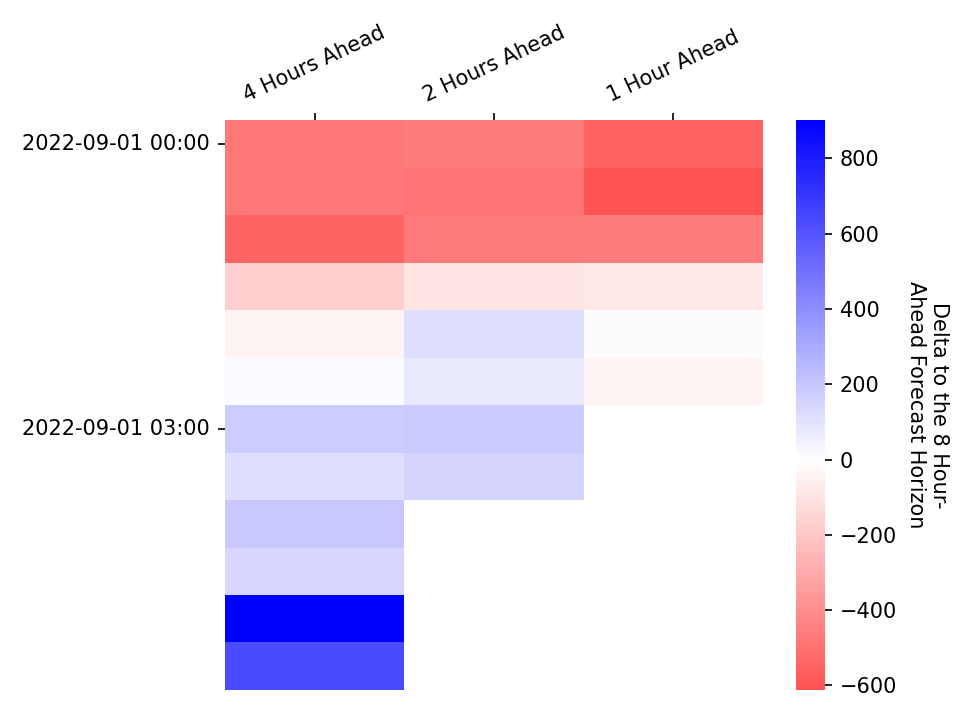 4 Hours Ahead
2 Hours Ahead
1 Hour Ahead
2022-09-01 00:00
2022-09-01 03:00
800
600
400
200
0
−200
−400
−600
Delta to the 8 Hour-
Ahead Forecast Horizon